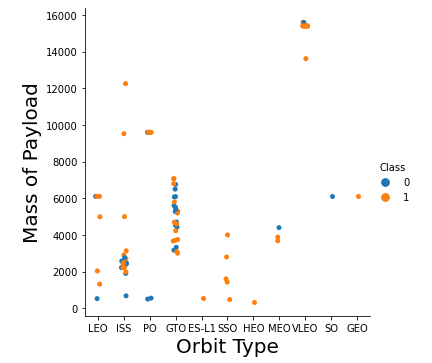 16000
14000
12000
10000
8000
6000
4000
2000
0
Mass of Payload
LEO ISS PO GTO ES-L1 SSO HEO MEO VLEO SO GEO
Orbit Type
Class
0
1